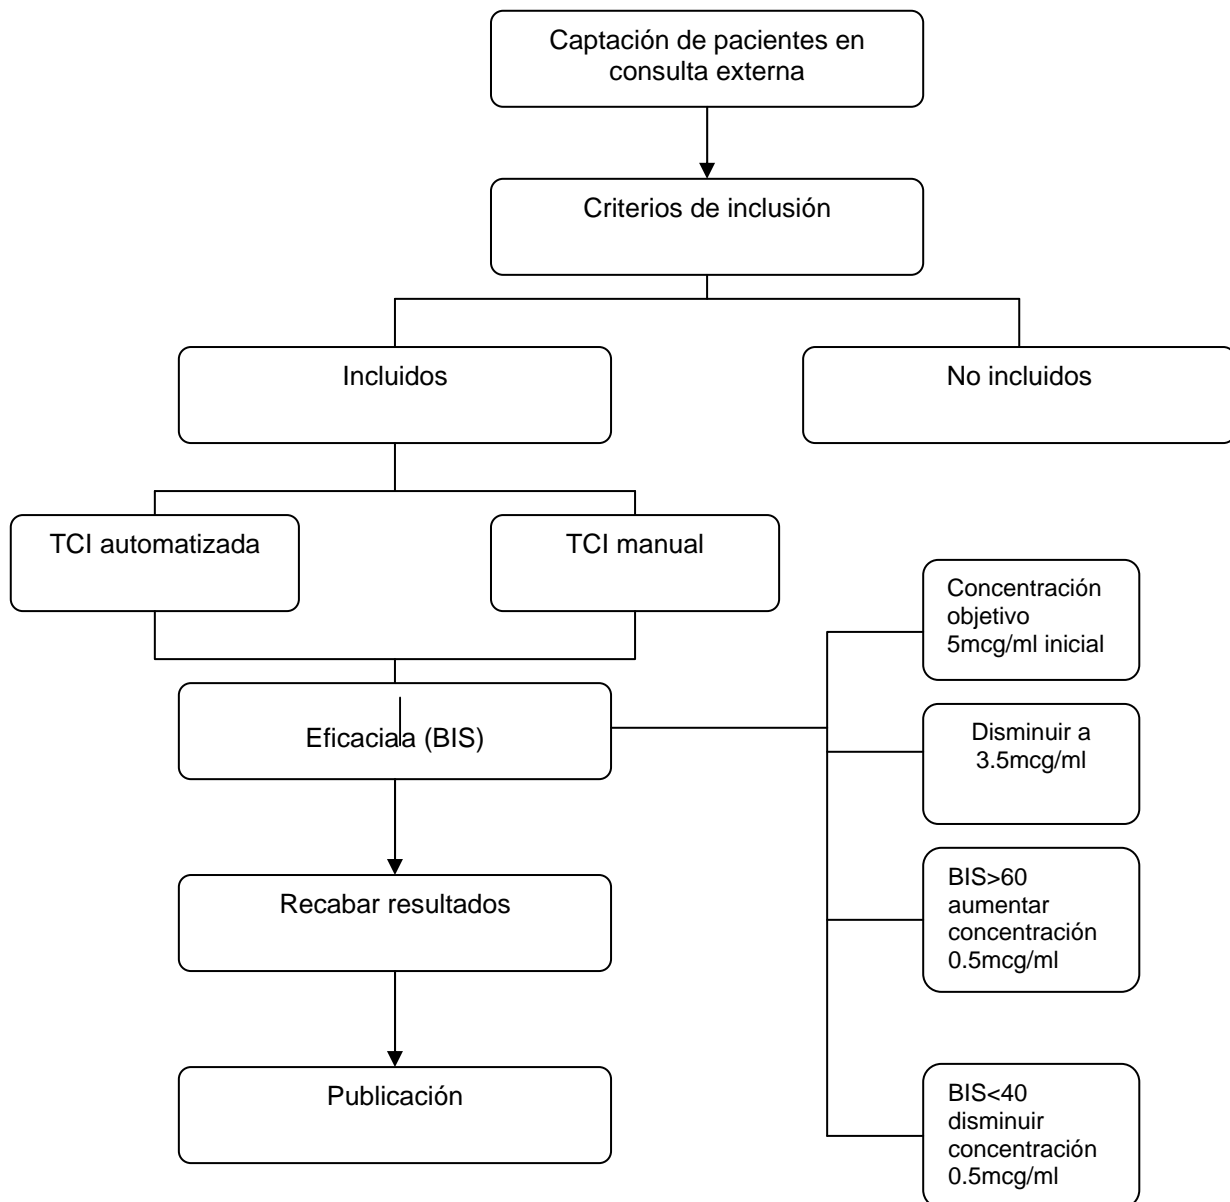 Captación de pacientes en
consulta externa
Criterios de inclusión
Incluidos
No incluidos
TCI automatizada
TCI manual
Concentración
objetivo
5mcg/ml inicial
Eficaciaa (BIS)
Disminuir a
3.5mcg/ml
BIS>60
aumentar
concentración
0.5mcg/ml
Recabar resultados
Publicación
BIS<40
disminuir
concentración
0.5mcg/ml